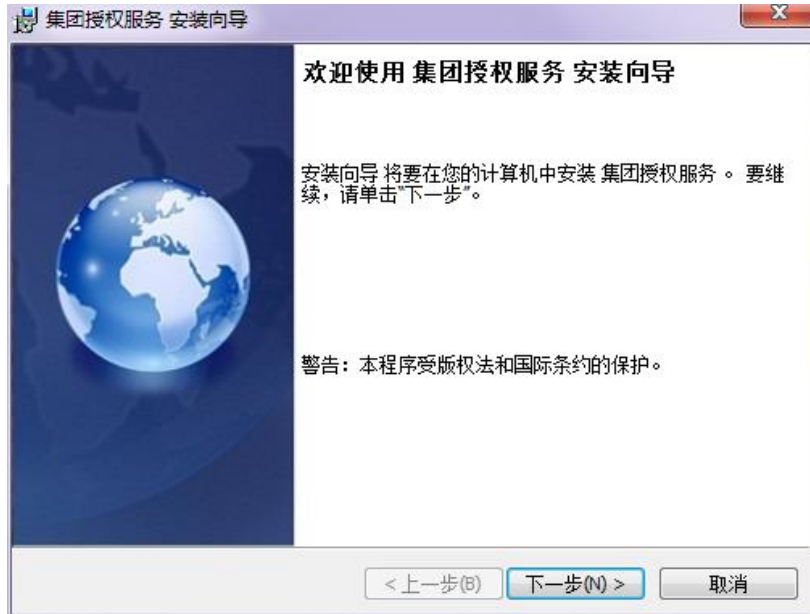 集团授权服务 安装向导
欢迎使用 集团授权服务 安装向导
安装向导 将要在您的计算机中安装 集团授权服务 。 要继
续，请单击"下一步"。
警告：本程序受版权法和国际条约的保护。
<上一步(B) 下一步(N) > 取消